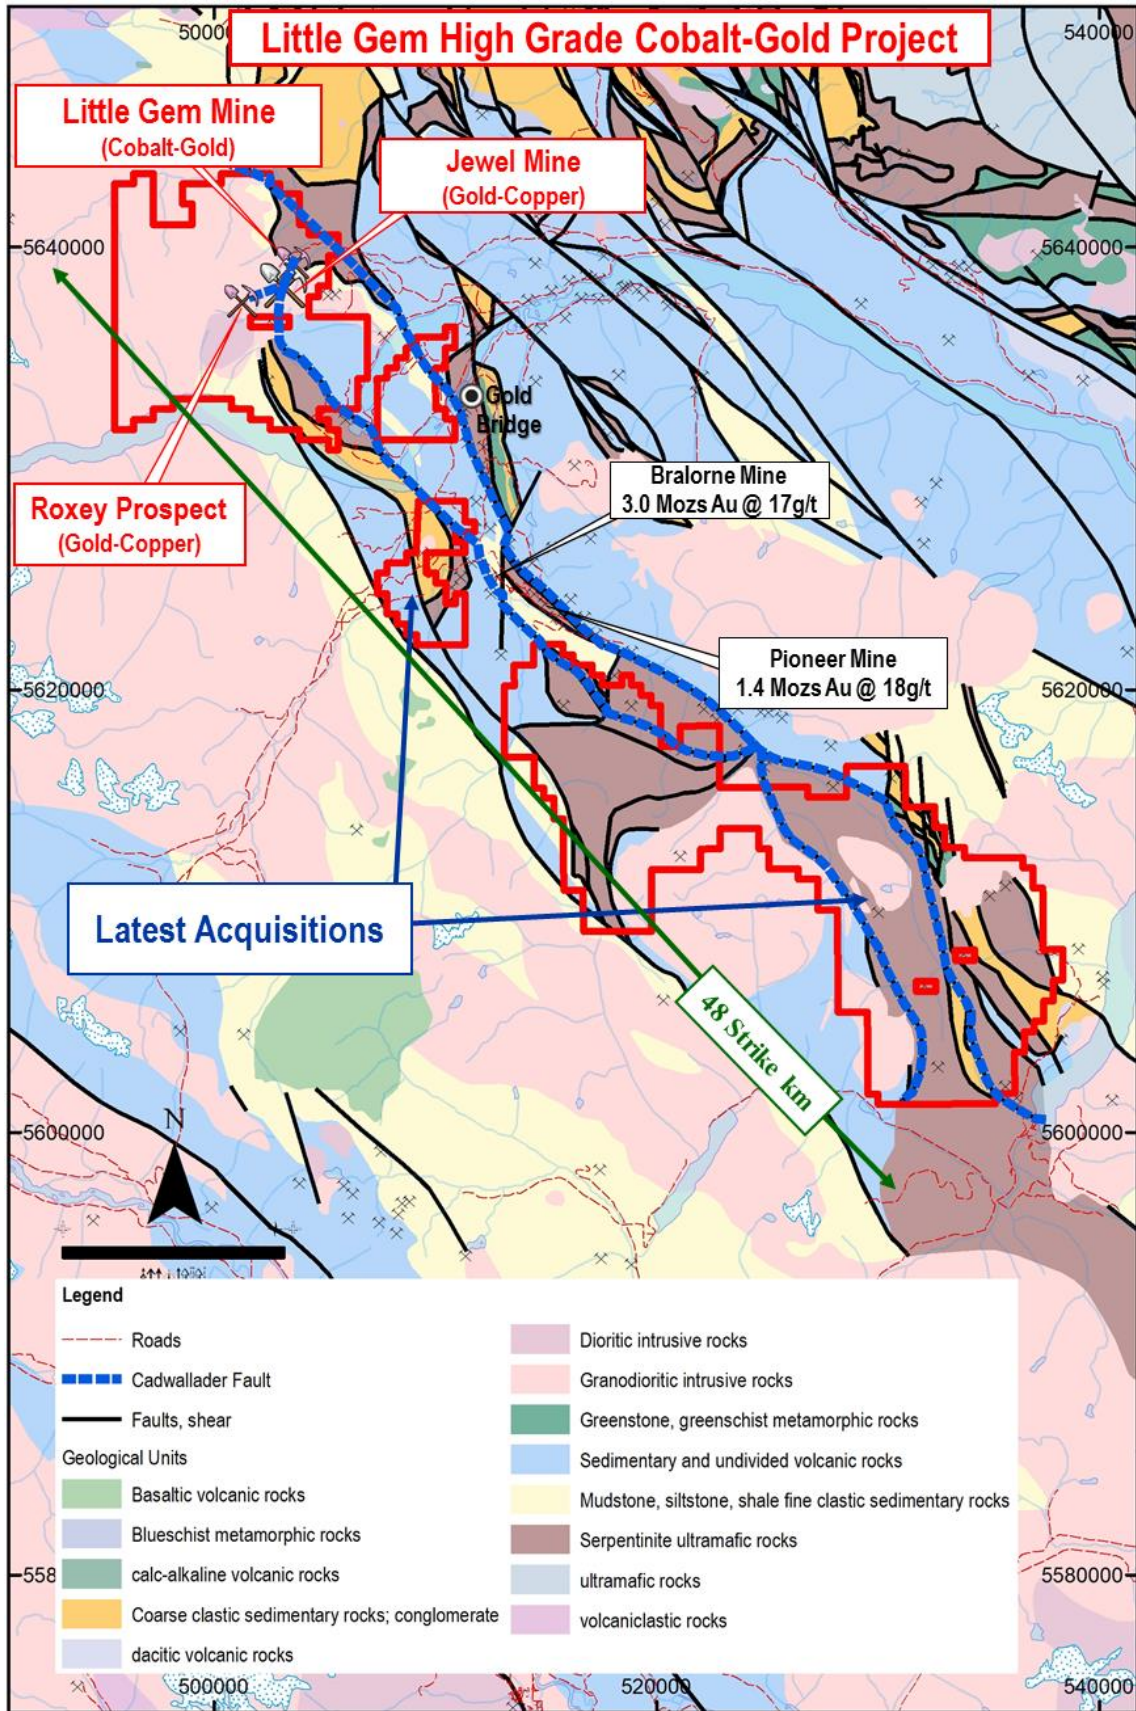 5000
Little Gem High Grade Cobalt-Gold Project
540000
Little Gem Mine
(Cobalt-Gold)
Jewel Mine
(Gold-Copper)
5640000
5640000
Gold
Bridge
Bralorne Mine
3.0 Mozs Au @ 17g/t
Roxey Prospect
(Gold-Copper)
Pioneer Mine
1.4 Mozs Au @ 18g/t
5620000
5620000
Latest Acquisitions
48 Strike km
N
5600000
5600000
Legend
Roads
Cadwallader Fault
Faults, shear
Geological Units
Basaltic volcanic rocks
Blueschist metamorphic rocks
calc-alkaline volcanic rocks
Coarse clastic sedimentary rocks; conglomerate
dacitic volcanic rocks
Dioritic intrusive rocks
Granodioritic intrusive rocks
Greenstone, greenschist metamorphic rocks
Sedimentary and undivided volcanic rocks
Mudstone, siltstone, shale fine clastic sedimentary rocks
Serpentinite ultramafic rocks
ultramafic rocks
volcaniclastic rocks
558
5580000
500000
520000
540000